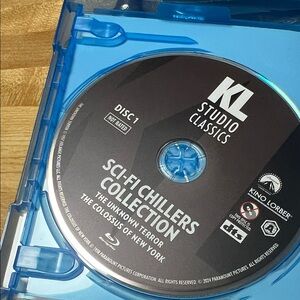 KL
STUDIO
CLASSICS
DISC 1
NOT RATED
SCI-FI CHILLERS
COLLECTION
THE UNKNOWN TERROR
THE COLOSSUS OF NEW YORK
KINO LORBER
dts